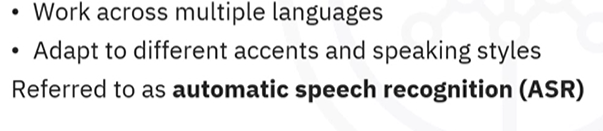 • Work across multiple languages
• Adapt to different accents and speaking styles
Referred to as automatic speech recognition (ASR)